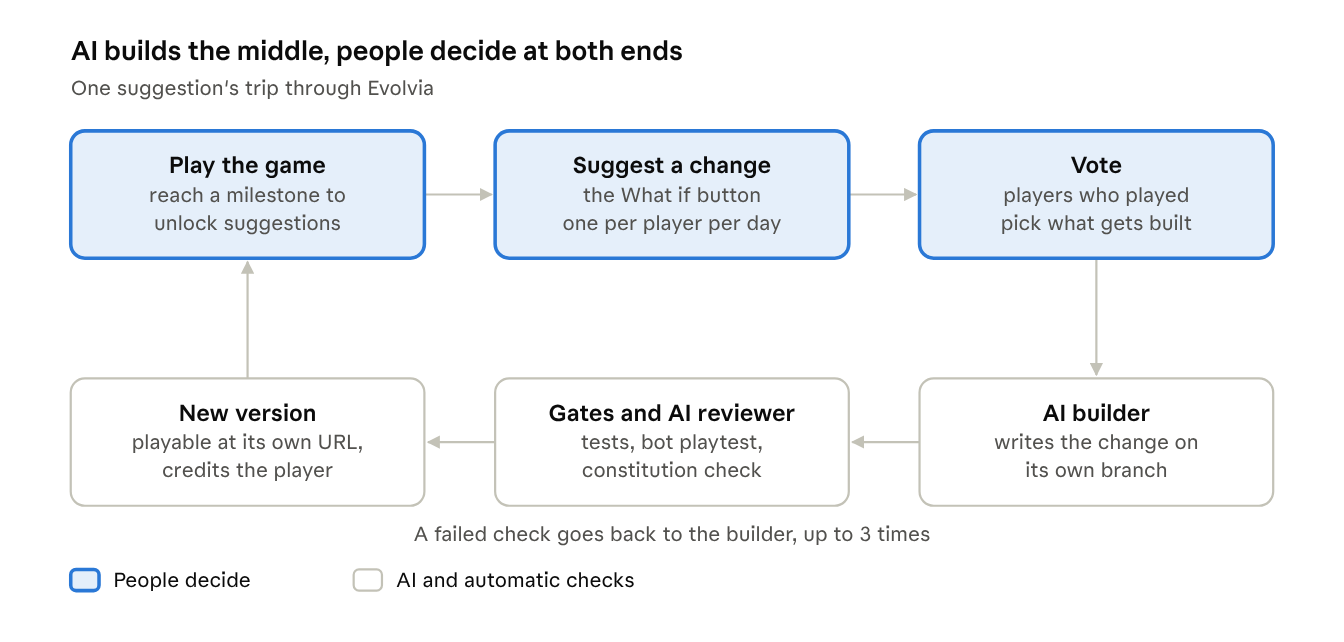 AI builds the middle, people decide at both ends
One suggestion's trip through Evolvia
Play the game
reach a milestone to
unlock suggestions
Suggest a change
the What if button
one per player per day
Vote
players who played
pick what gets built
New version
playable at its own URL,
credits the player
Gates and AI reviewer
tests, bot playtest,
constitution check
AI builder
writes the change on
its own branch
A failed check goes back to the builder, up to 3 times
People decide
AI and automatic checks